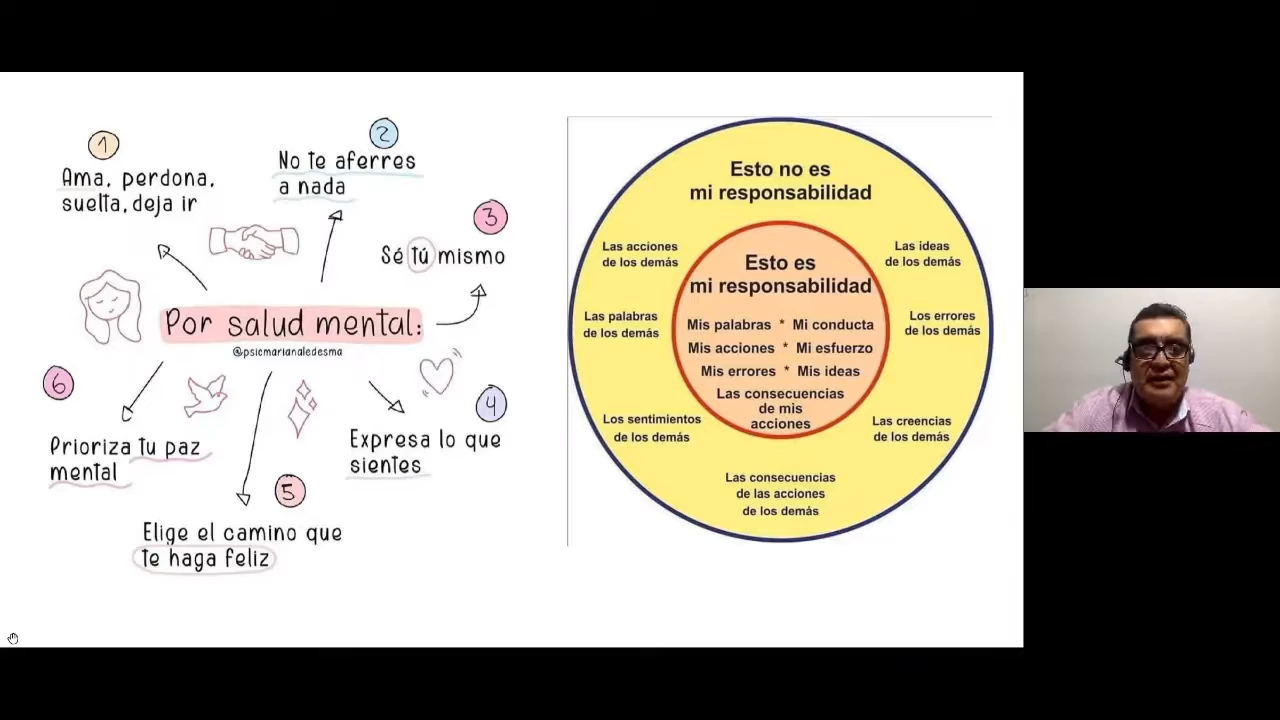 1
Ama, perdona,
suelta, deja ir
2
No te aferres
a nada
3
Sé tú mismo
Por salud mental:
@psicmarianaledesma
4
Expresa lo que
sientes
5
Elige el camino que
te haga feliz
6
Prioriza tu paz
mental
Esto no es
mi responsabilidad
Las acciones
de los demás
Las ideas
de los demás
Las palabras
de los demás
Los errores
de los demás
Los sentimientos
de los demás
Las creencias
de los demás
Las consecuencias
de las acciones
de los demás
Esto es
mi responsabilidad
Mis palabras * Mi conducta
Mis acciones * Mi esfuerzo
Mis errores * Mis ideas
Las consecuencias
de mis
acciones